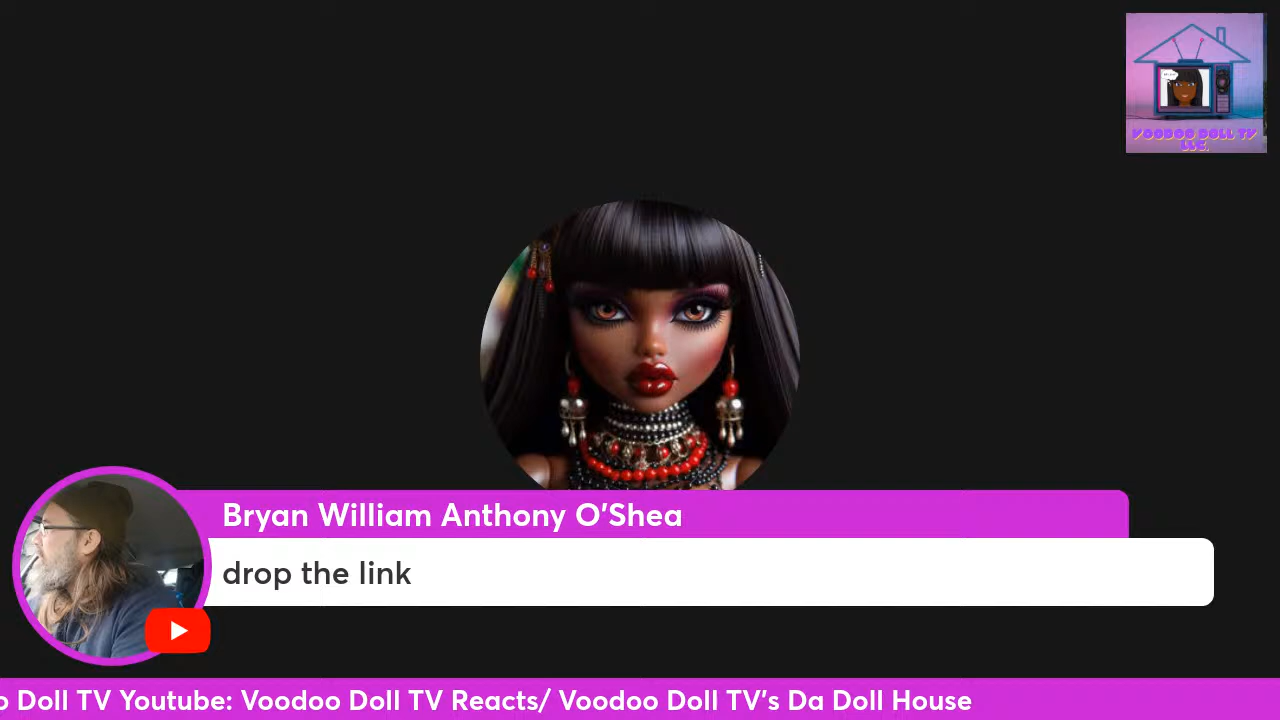 VOODOO DOLL TV
LLC.
Bryan William Anthony O'Shea
drop the link
Doll TV Youtube: Voodoo Doll TV Reacts/ Voodoo Doll TV's Da Doll House